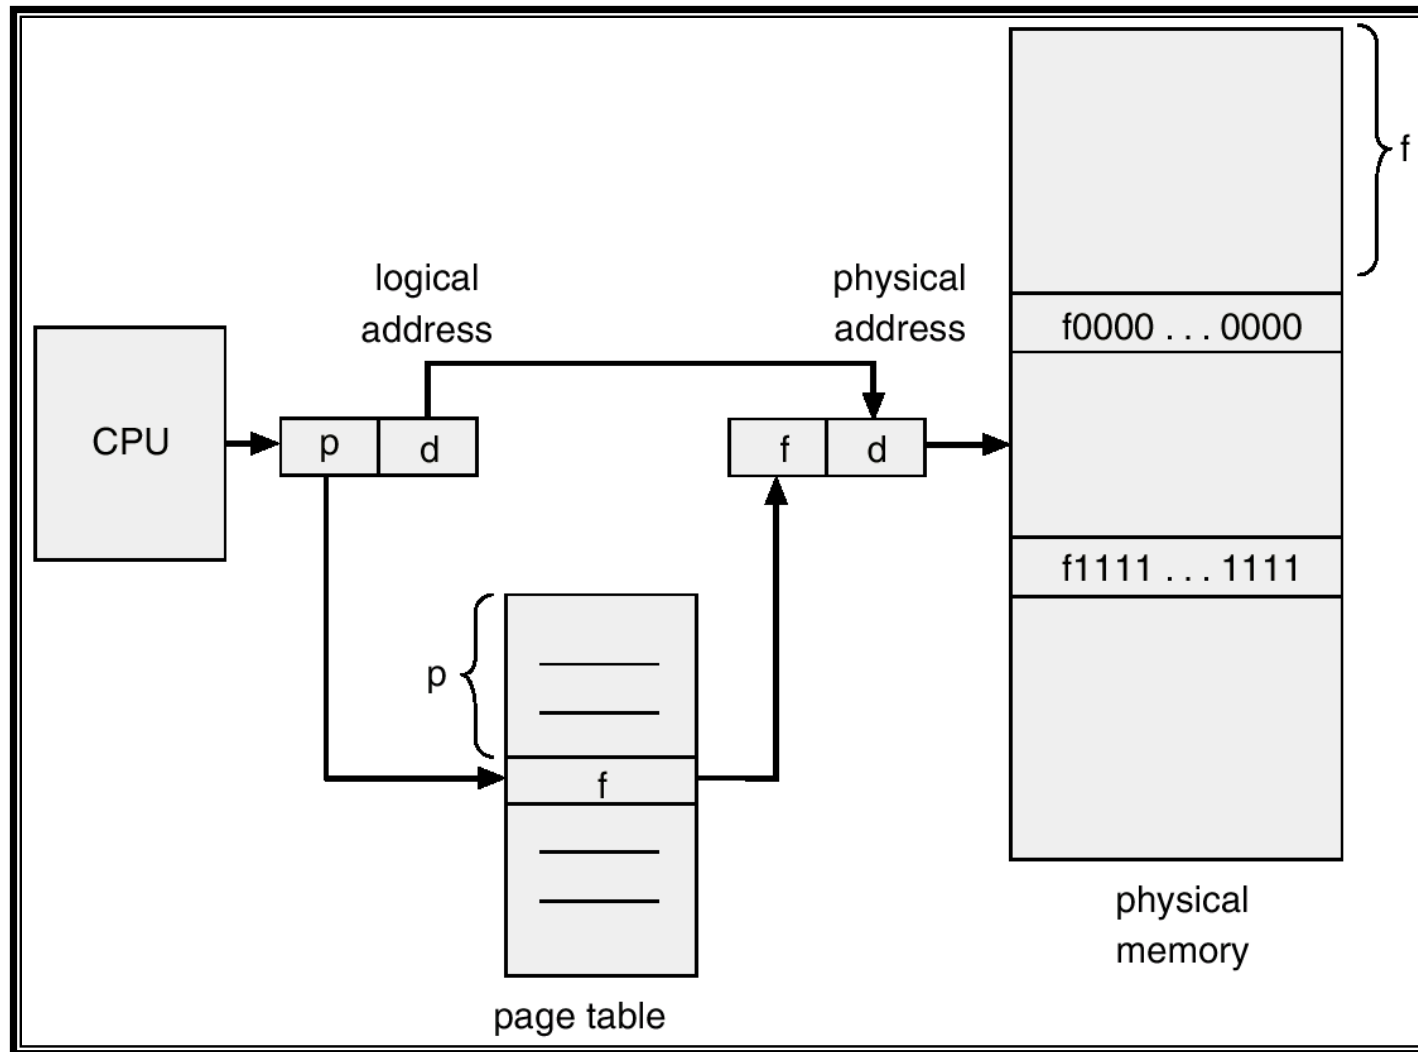 f
logical
address
physical
address
f0000 . . . 0000
CPU
p
d
f
d
f1111 . . . 1111
p
f
physical
memory
page table